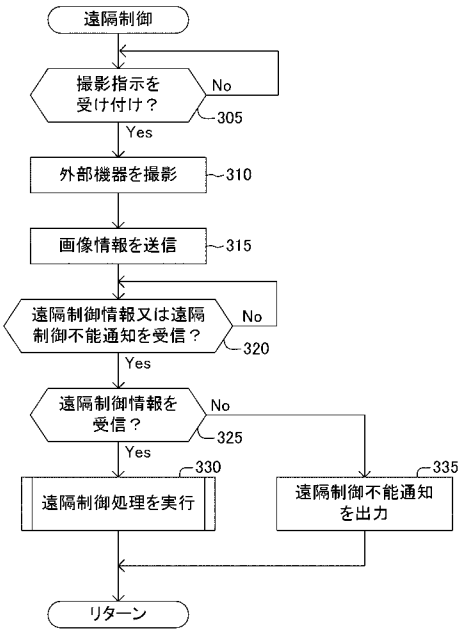 遠隔制御
撮影指示を
受け付け?
No
305
Yes
外部機器を撮影
310
画像情報を送信
315
遠隔制御情報又は遠隔
制御不能通知を受信?
No
320
Yes
遠隔制御情報を
受信?
No
325
Yes
330
遠隔制御処理を実行
335
遠隔制御不能通知
を出力
リターン